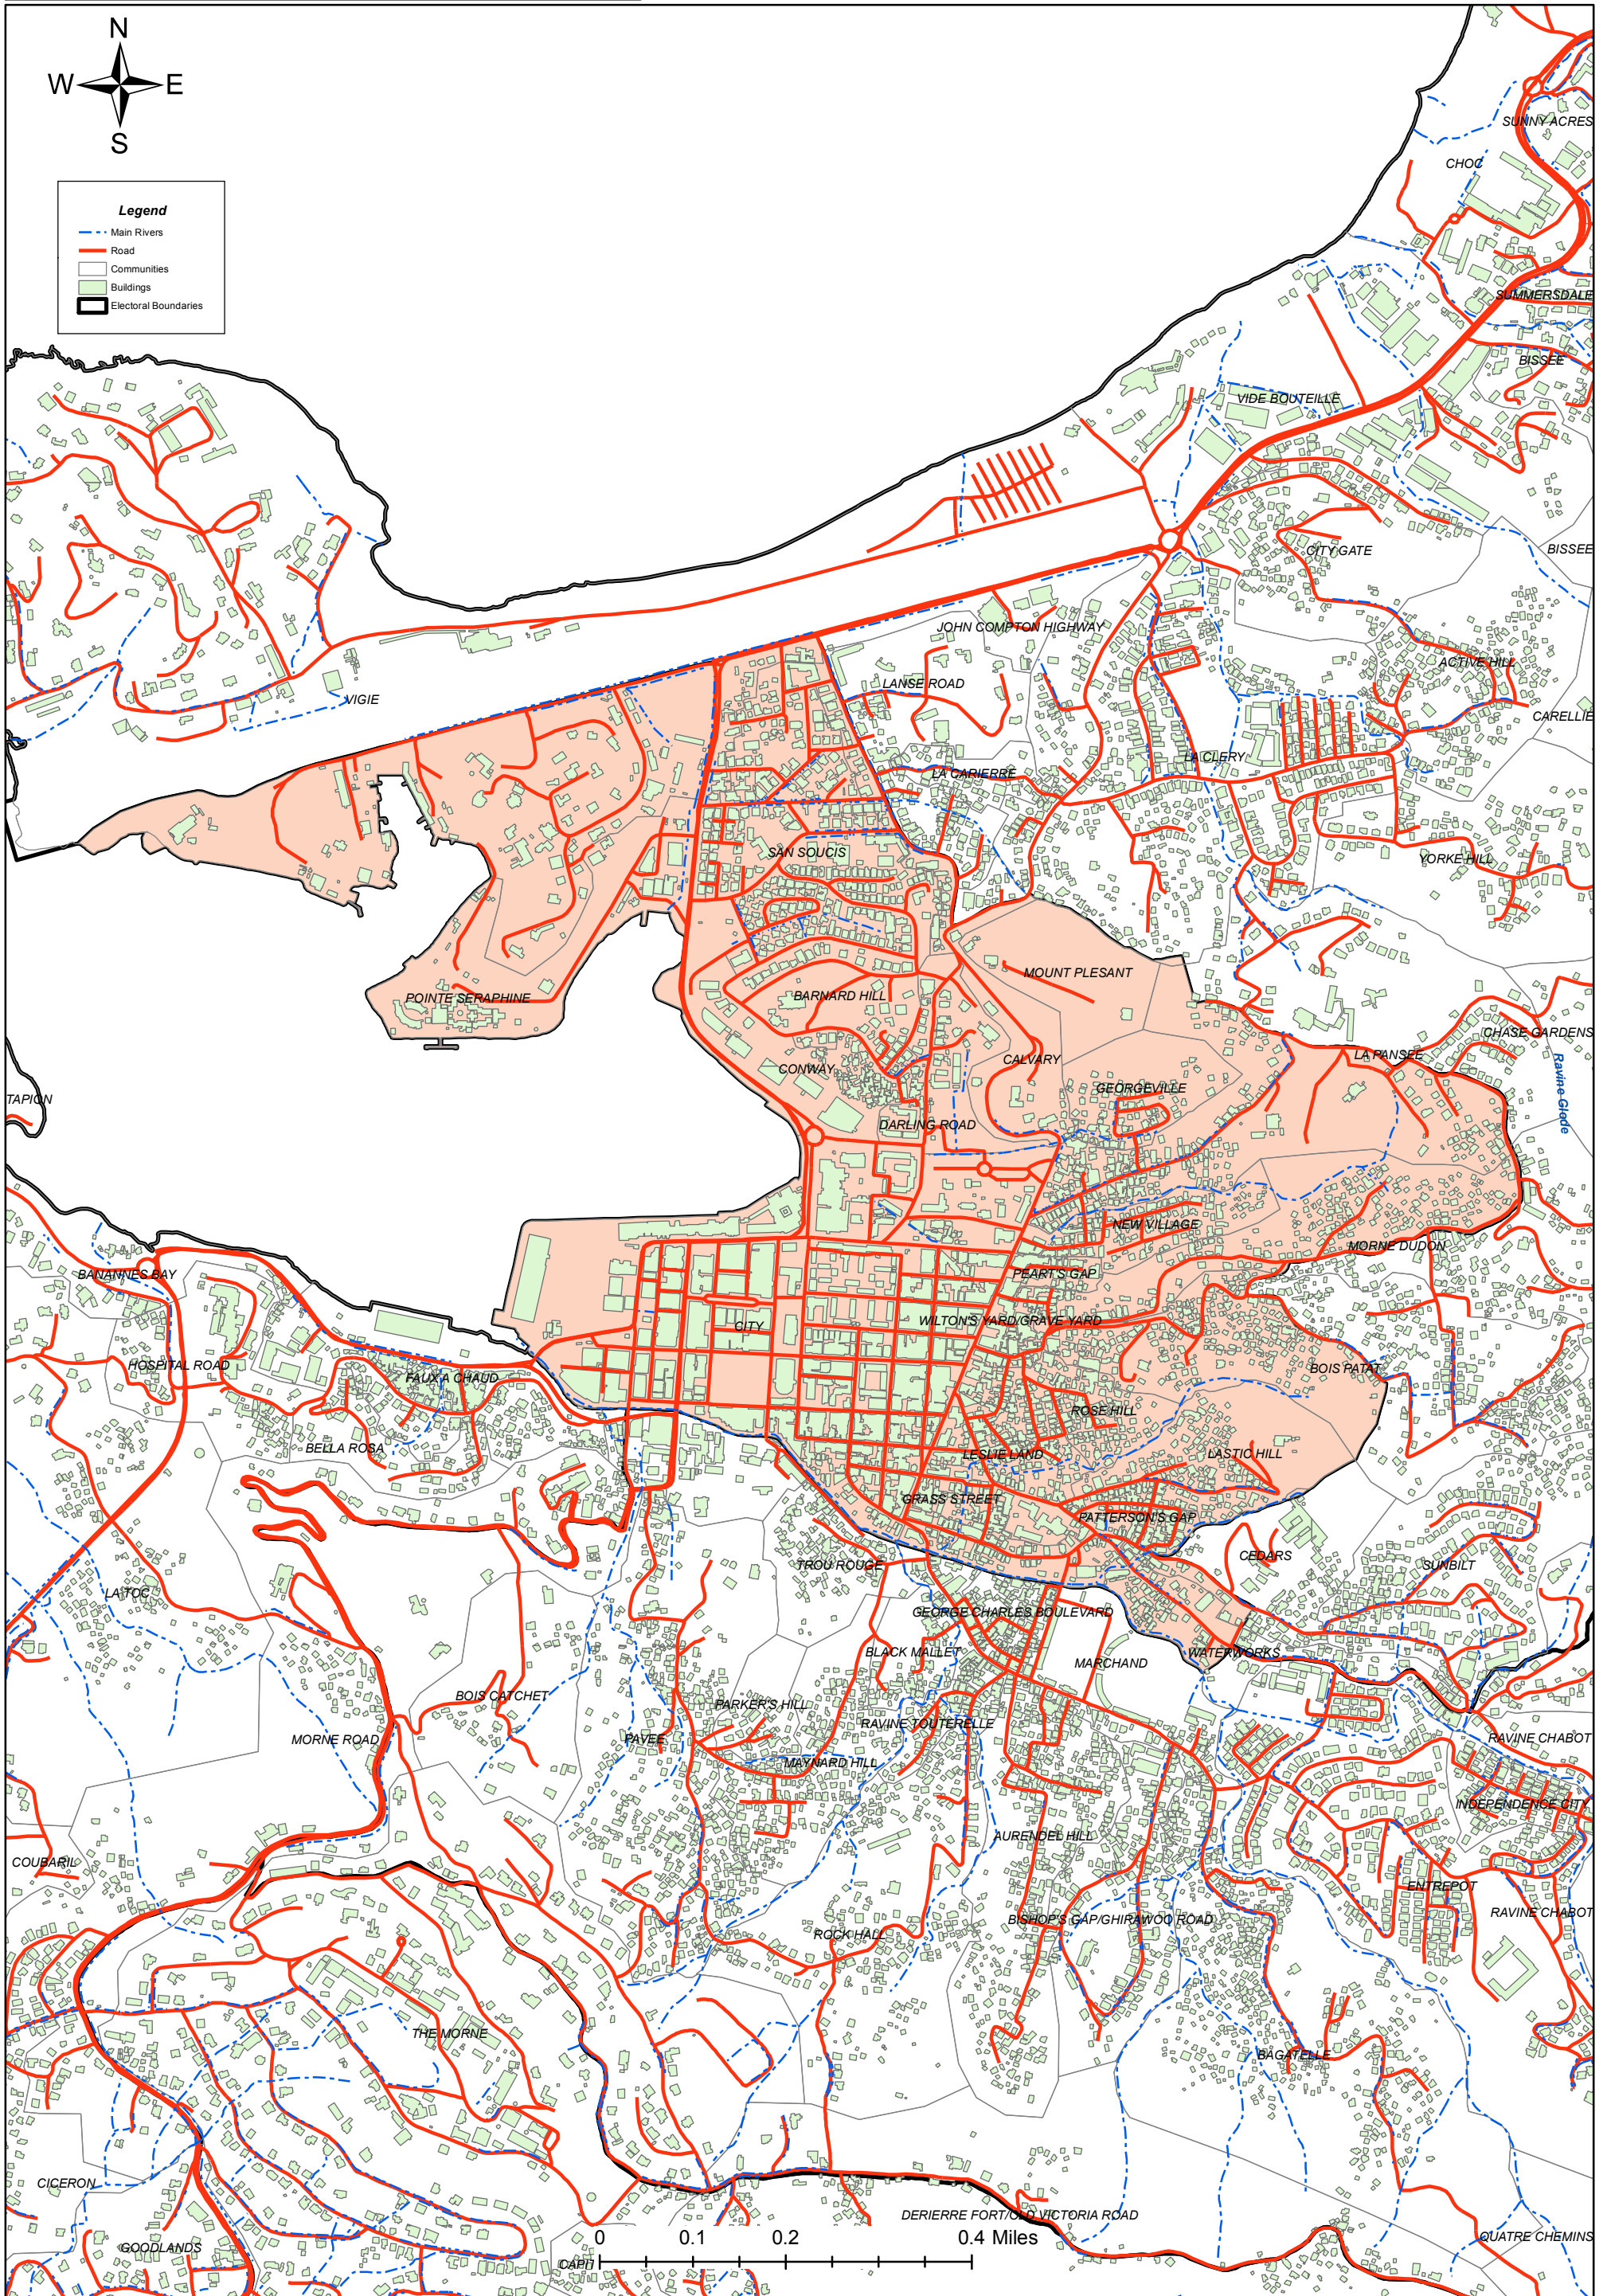 N
W E
S
SUNNY ACRES
CHOC
Legend
Main Rivers
Road
Communities
Buildings
Electoral Boundaries
SUMMERSDALE
BISSEE
VIDE BOUTEILLE
CITY GATE
BISSEE
JOHN COMPTON HIGHWAY
ACTIVE HILL
LANSE ROAD
VIGIE
CARELLIE
LA CLERY
LA CARIERRE
SAN SOUCIS
YORKE HILL
MOUNT PLESANT
BARNARD HILL
POINTE SERAPHINE
CHASE GARDENS
LA PANSEE
CALVARY
CONWAY
GEORGEVILLE
Ravine Glode
TAPION
DARLING ROAD
NEW VILLAGE
MORNE DUDON
PEART'S GAP
BANANNES BAY
WILTON'S YARD/GRAVE YARD
CITY
HOSPITAL ROAD
BOIS PATAT
FAUX A CHAUD
ROSE HILL
BELLA ROSA
LESLIE LAND
LASTIC HILL
GRASS STREET
PATTERSON'S GAP
CEDARS
TROU ROUGE
SUNBILT
LA TOC
GEORGE CHARLES BOULEVARD
BLACK MALLET
WATERWORKS
MARCHAND
BOIS CATCHET
PARKER'S HILL
RAVINE TOUTERELLE
MORNE ROAD
PAVEE
RAVINE CHABOT
MAYNARD HILL
INDEPENDENCE CITY
AURENDEL HILL
COUBARIL
ENTREPOT
RAVINE CHABOT
BISHOP'S GAP/GHIRAWOO ROAD
ROCK HALL
THE MORNE
BAGATELLE
CICERON
DERIERRE FORT/OLD VICTORIA ROAD
0 0.1 0.2 0.4 Miles
QUATRE CHEMINS
GOODLANDS
CAPIT